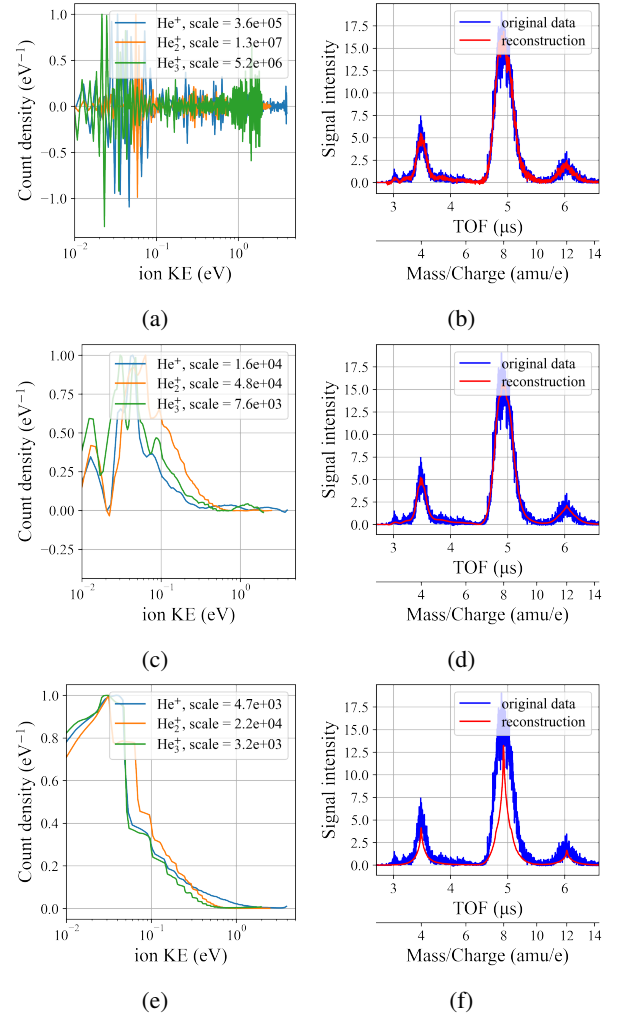 He⁺, scale = 3.6e+05
He₂⁺, scale = 1.3e+07
He₃⁺, scale = 5.2e+06
Count density (eV⁻¹)
1.0
0.5
0.0
−0.5
−1.0
10⁻² 10⁻¹ 10⁰
ion KE (eV)
(a)
original data
reconstruction
Signal intensity
17.5
15.0
12.5
10.0
7.5
5.0
2.5
0.0
3 4 5 6
TOF (μs)
4 6 8 10 12 14
Mass/Charge (amu/e)
(b)
He⁺, scale = 1.6e+04
He₂⁺, scale = 4.8e+04
He₃⁺, scale = 7.6e+03
Count density (eV⁻¹)
1.00
0.75
0.50
0.25
0.00
−0.25
10⁻² 10⁻¹ 10⁰
ion KE (eV)
(c)
original data
reconstruction
Signal intensity
17.5
15.0
12.5
10.0
7.5
5.0
2.5
0.0
3 4 5 6
TOF (μs)
4 6 8 10 12 14
Mass/Charge (amu/e)
(d)
He⁺, scale = 4.7e+03
He₂⁺, scale = 2.2e+04
He₃⁺, scale = 3.2e+03
Count density (eV⁻¹)
1.0
0.8
0.6
0.4
0.2
0.0
10⁻² 10⁻¹ 10⁰
ion KE (eV)
(e)
original data
reconstruction
Signal intensity
17.5
15.0
12.5
10.0
7.5
5.0
2.5
0.0
3 4 5 6
TOF (μs)
4 6 8 10 12 14
Mass/Charge (amu/e)
(f)